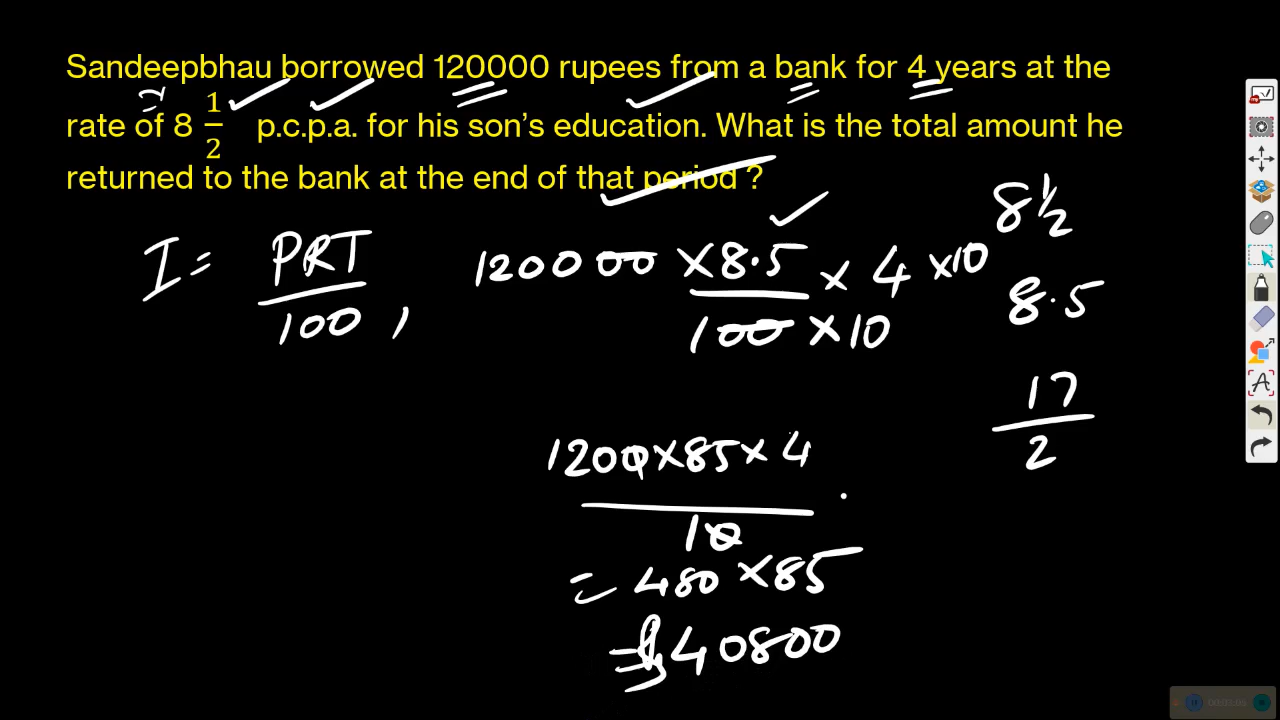 Sandeepbhau borrowed 120000 rupees from a bank for 4 years at the
rate of 8 1/2 p.c.p.a. for his son's education. What is the total amount he
returned to the bank at the end of that period ?
I = PRT/100 , 120000 × 8.5 × 4 × 10
100 × 10
8 1/2
8.5
17/2
1200 × 85 × 4
10
= 480 × 85
= 40800
A